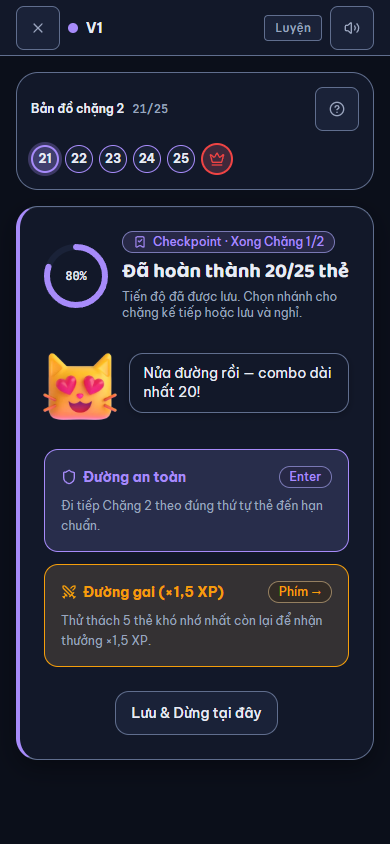 V1
Luyện
Bản đồ chặng 2 21/25
21 22 23 24 25
Checkpoint · Xong Chặng 1/2
80%
Đã hoàn thành 20/25 thẻ
Tiến độ đã được lưu. Chọn nhánh cho
chặng kế tiếp hoặc lưu và nghỉ.
Nửa đường rồi — combo dài
nhất 20!
Đường an toàn
Enter
Đi tiếp Chặng 2 theo đúng thứ tự thẻ đến hạn
chuẩn.
Đường gai (×1,5 XP)
Phím →
Thử thách 5 thẻ khó nhớ nhất còn lại để nhận
thưởng ×1,5 XP.
Lưu & Dừng tại đây